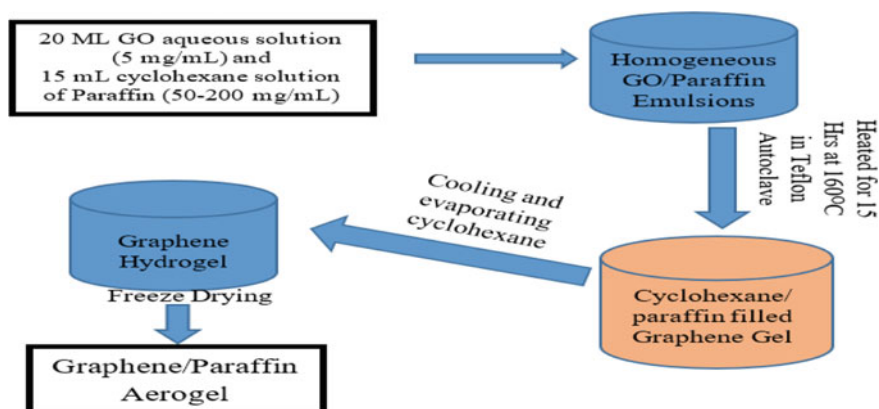 20 ML GO aqueous solution
(5 mg/mL) and
15 mL cyclohexane solution
of Paraffin (50-200 mg/mL)
Homogeneous
GO/Paraffin
Emulsions
Heated for 15
Hrs at 160⁰C
in Teflon
Autoclave
Cyclohexane/
paraffin filled
Graphene Gel
Cooling and
evaporating
cyclohexane
Graphene
Hydrogel
Freeze Drying
Graphene/Paraffin
Aerogel